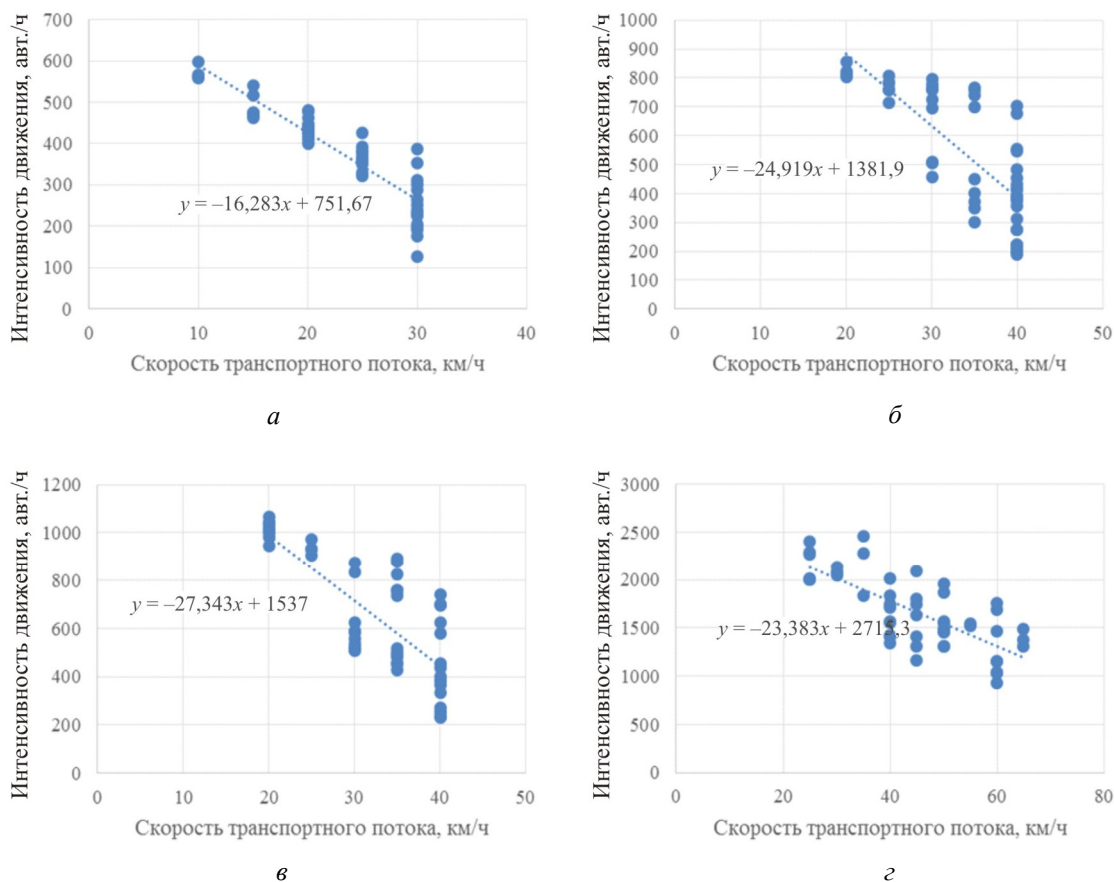 Интенсивность движения, авт./ч
700
600
500
400
300
200
100
0
y = –16,283x + 751,67
0 10 20 30 40
Скорость транспортного потока, км/ч
а
Интенсивность движения, авт./ч
1000
900
800
700
600
500
400
300
200
100
0
y = –24,919x + 1381,9
0 10 20 30 40 50
Скорость транспортного потока, км/ч
б
Интенсивность движения, авт./ч
1200
1000
800
600
400
200
0
y = –27,343x + 1537
0 10 20 30 40 50
Скорость транспортного потока, км/ч
в
Интенсивность движения, авт./ч
3000
2500
2000
1500
1000
500
0
y = –23,383x + 2715,3
0 20 40 60 80
Скорость транспортного потока, км/ч
г